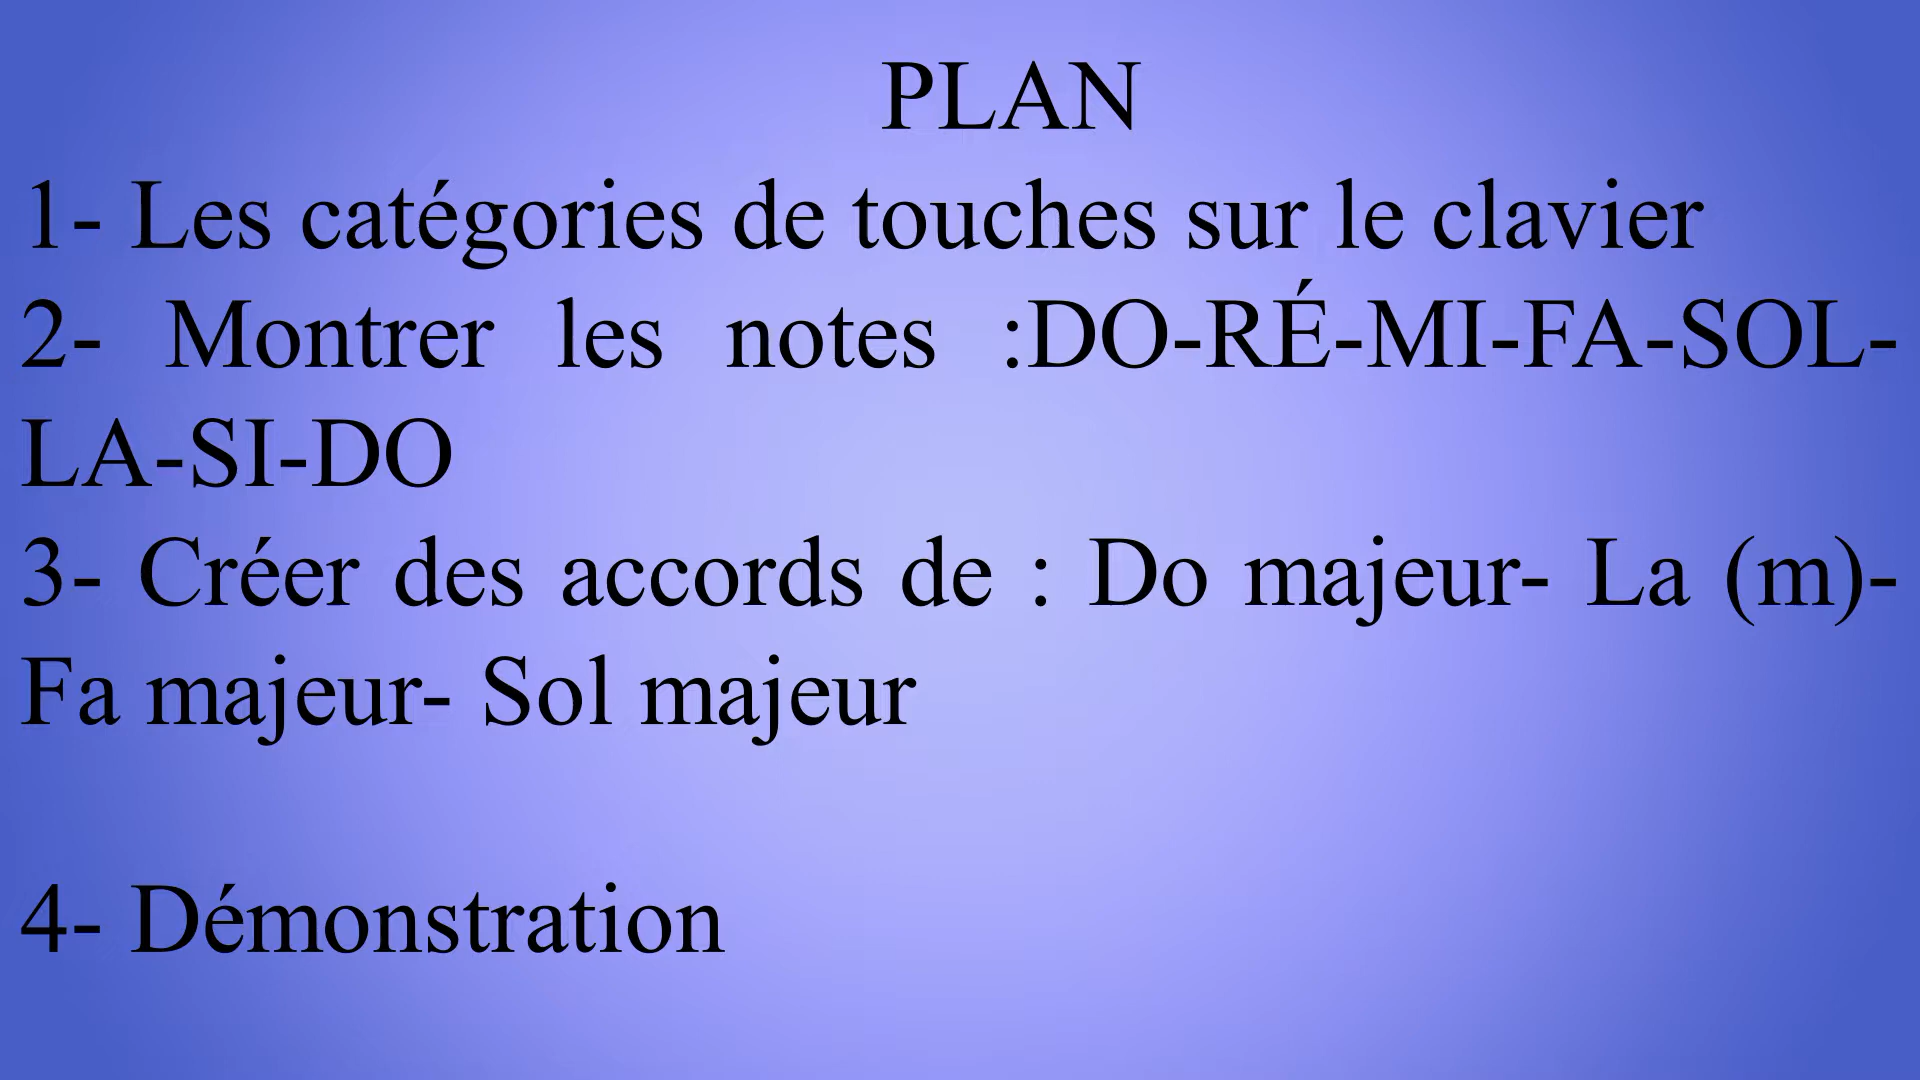 PLAN
1- Les catégories de touches sur le clavier
2- Montrer les notes :DO-RÉ-MI-FA-SOL-
LA-SI-DO
3- Créer des accords de : Do majeur- La (m)-
Fa majeur- Sol majeur
4- Démonstration